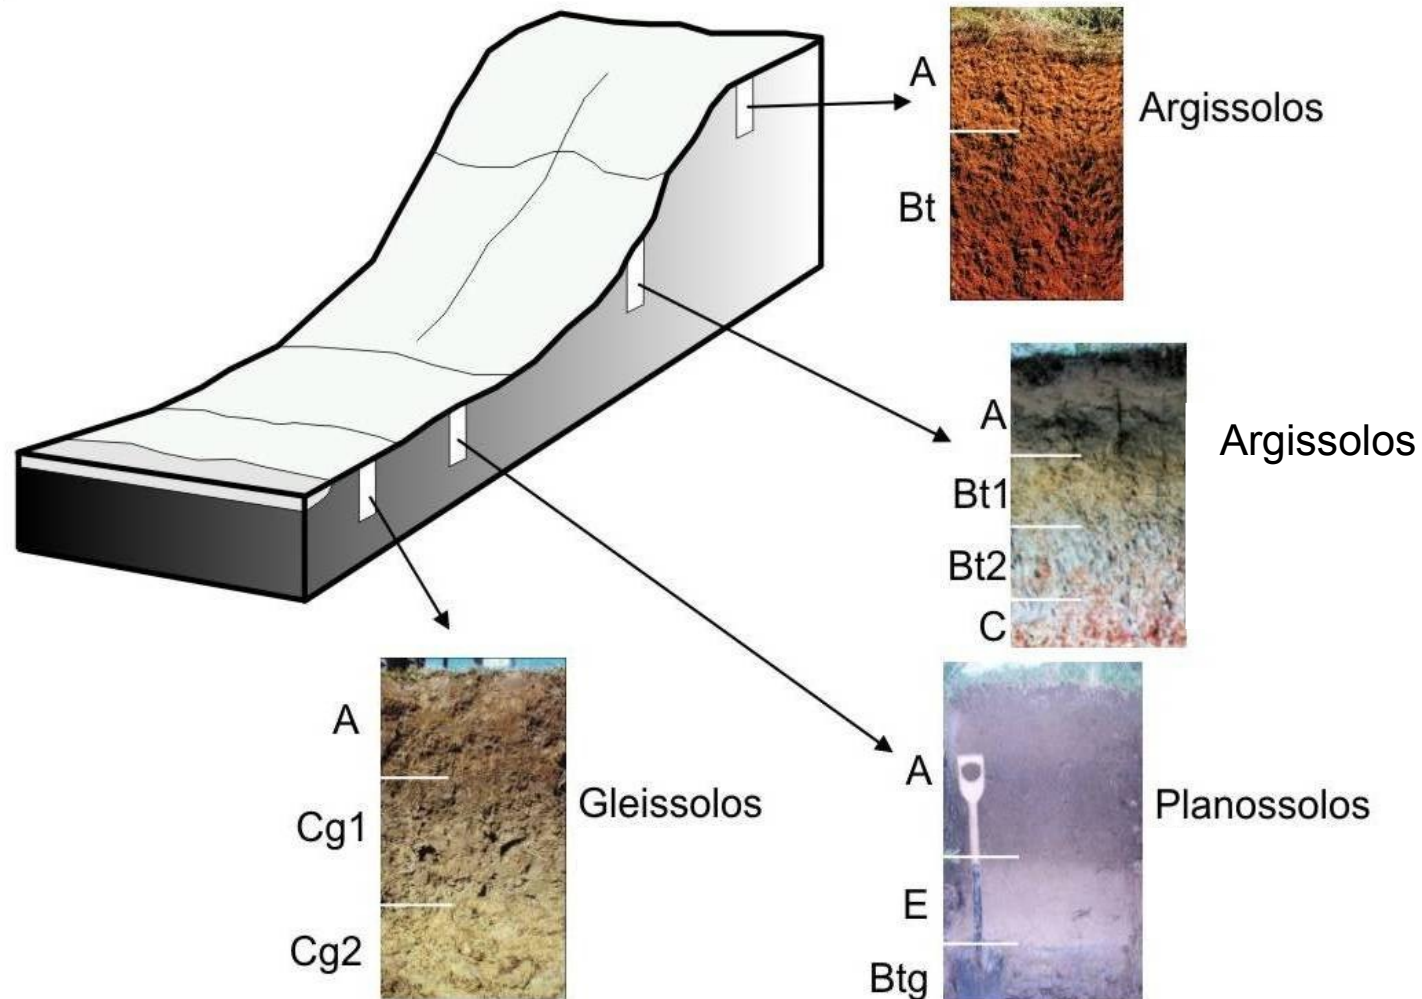 A
Argissolos
Bt
A
Argissolos
Bt1
Bt2
C
A
Gleissolos
Cg1
Cg2
A
Planossolos
E
Btg